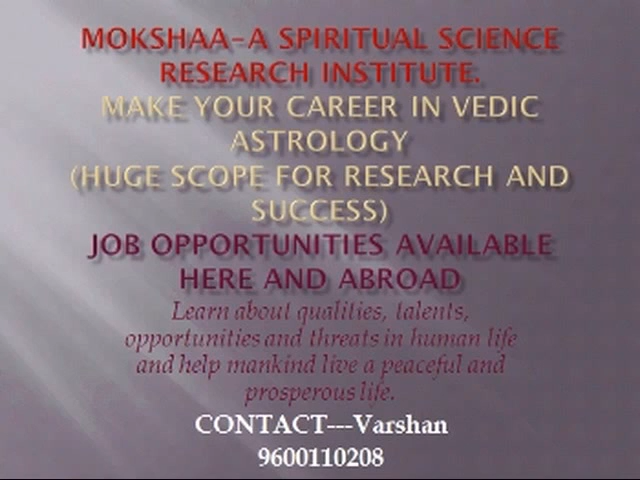 MOKSHAA-A SPIRITUAL SCIENCE
RESEARCH INSTITUTE.
MAKE YOUR CAREER IN VEDIC
ASTROLOGY
(HUGE SCOPE FOR RESEARCH AND
SUCCESS)
JOB OPPORTUNITIES AVAILABLE
HERE AND ABROAD
Learn about qualities, talents,
opportunities and threats in human life
and help mankind live a peaceful and
prosperous life.
CONTACT---Varshan
9600110208